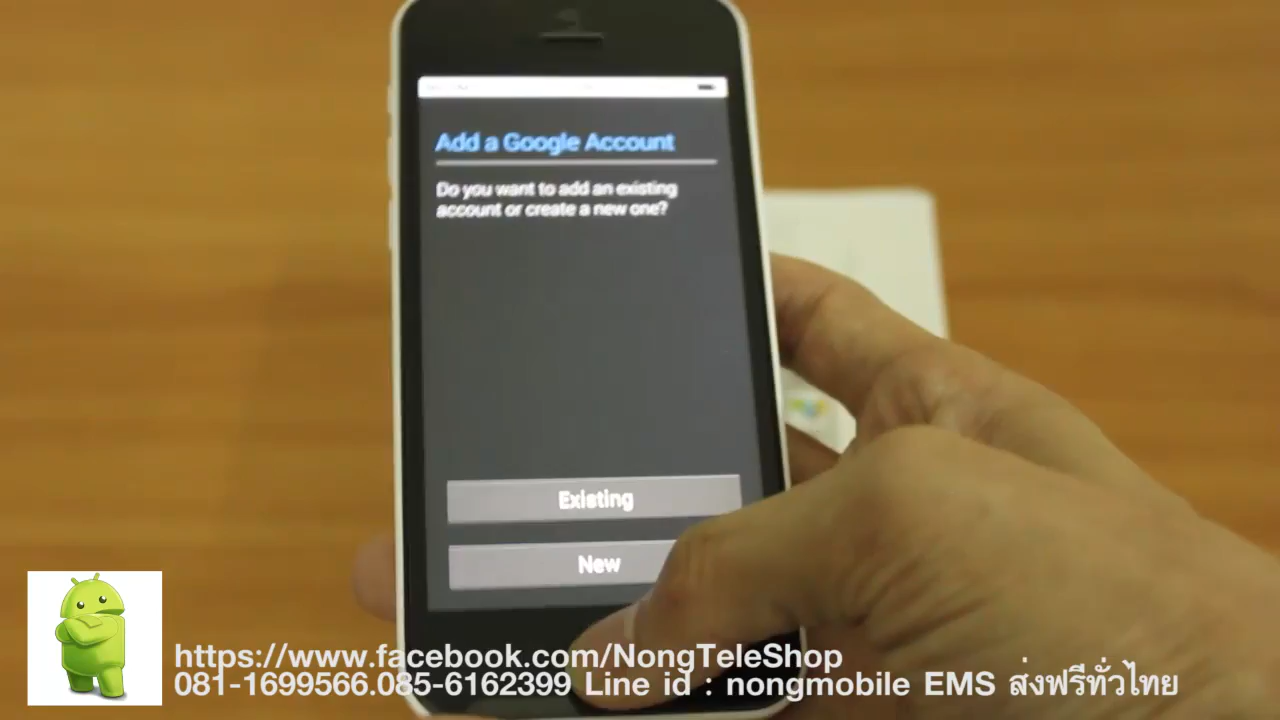 Add a Google Account
Do you want to add an existing
account or create a new one?
Existing
New
https://www.facebook.com/NongTeleShop
081-1699566.085-6162399 Line id : nongmobile EMS ส่งฟรีทั่วไทย